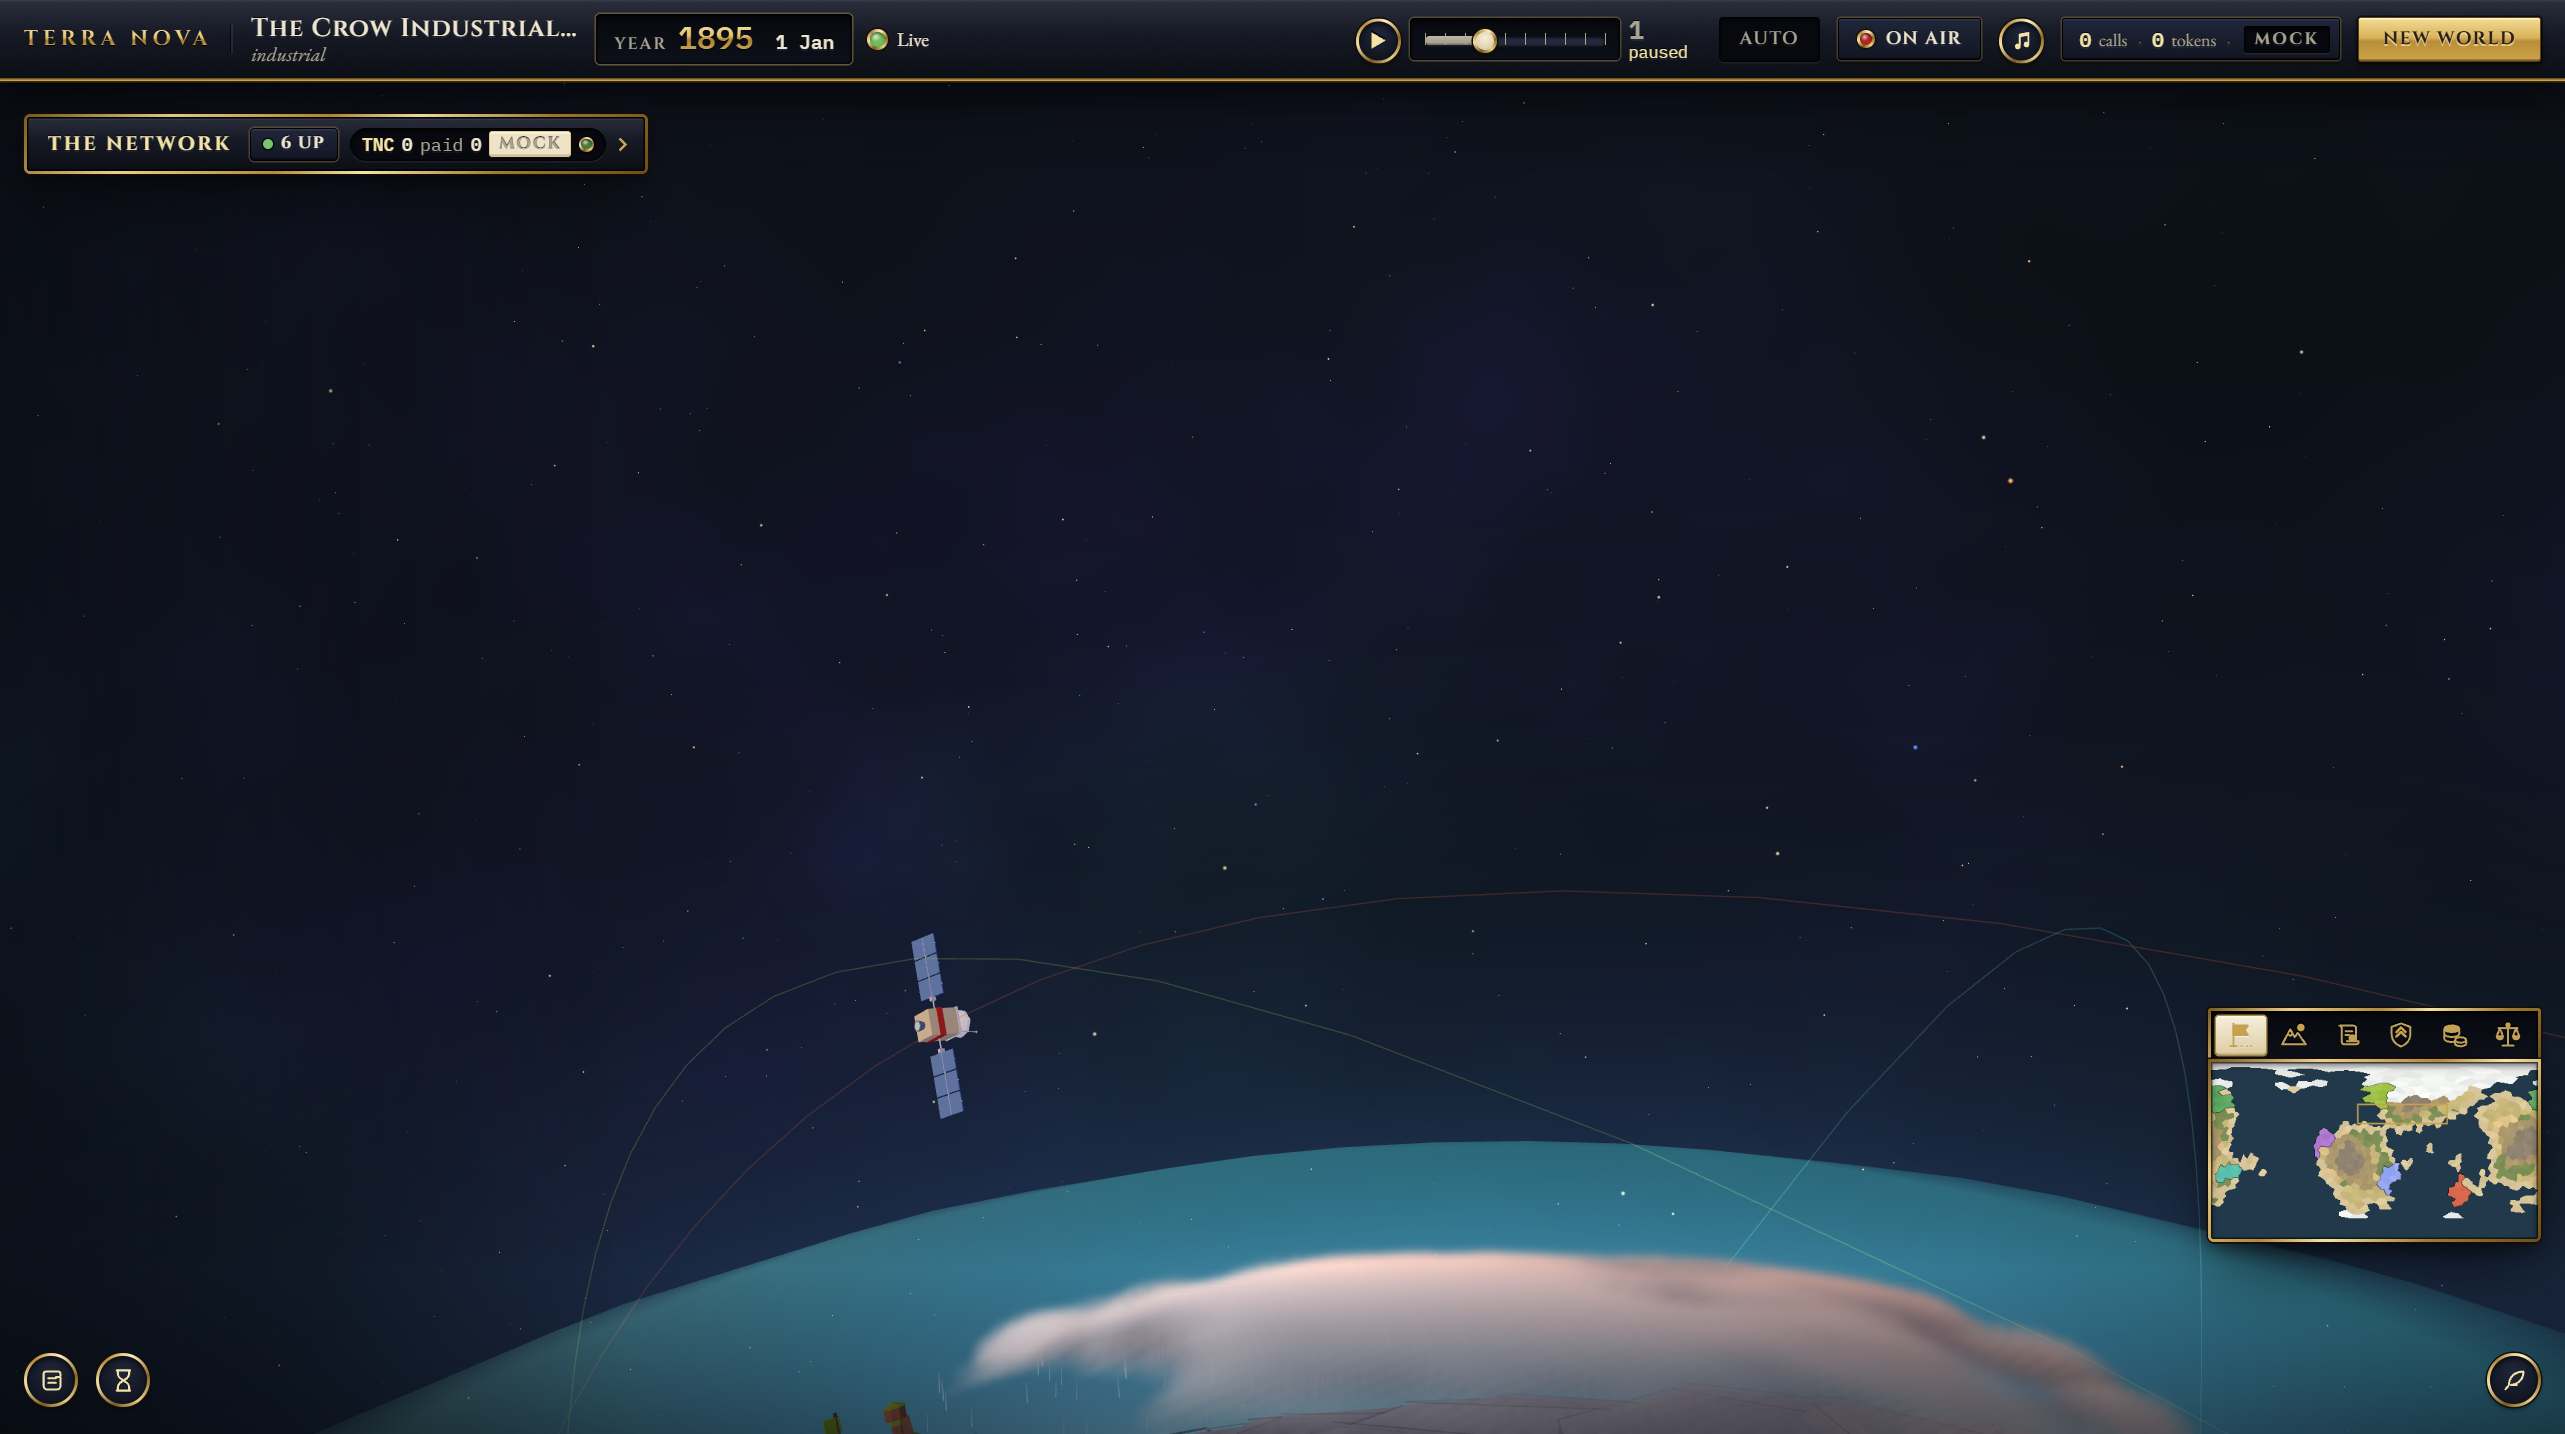 TERRA NOVA
THE CROW INDUSTRIAL...
industrial
YEAR 1895 1 Jan
Live
1
paused
AUTO
ON AIR
0 calls · 0 tokens ·
MOCK
NEW WORLD
THE NETWORK
6 UP
TNC 0 paid 0 MOCK